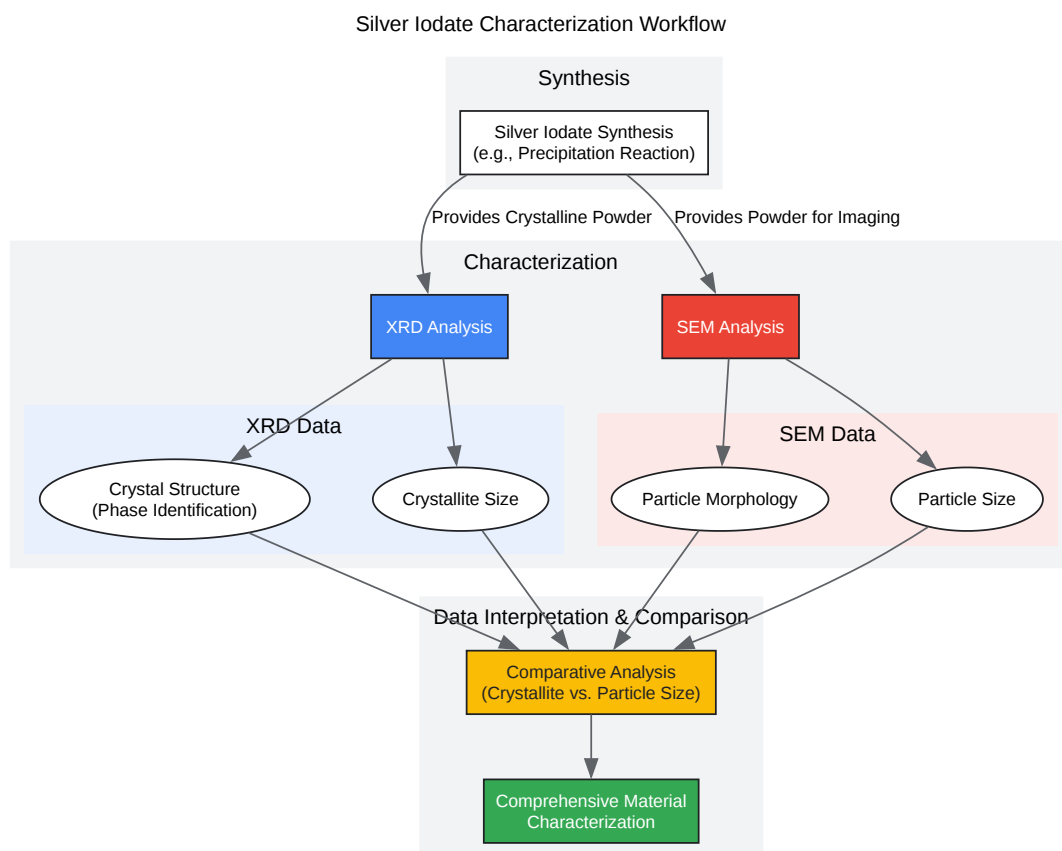 Silver Iodate Characterization Workflow
Synthesis
Silver Iodate Synthesis
(e.g., Precipitation Reaction)
Provides Crystalline Powder
Provides Powder for Imaging
Characterization
XRD Analysis
SEM Analysis
XRD Data
SEM Data
Crystal Structure
(Phase Identification)
Crystallite Size
Particle Morphology
Particle Size
Data Interpretation & Comparison
Comparative Analysis
(Crystallite vs. Particle Size)
Comprehensive Material
Characterization